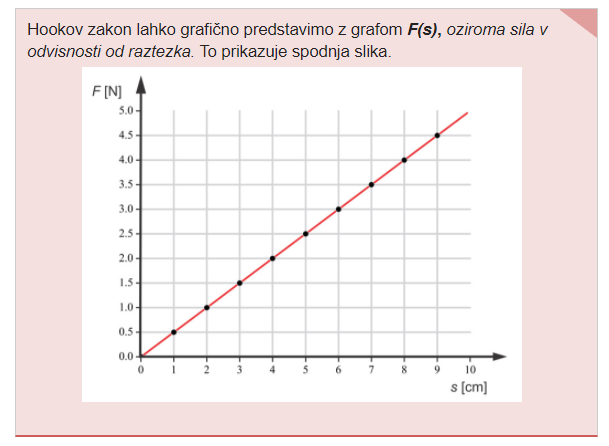 Hookov zakon lahko grafično predstavimo z grafom F(s), oziroma sila v
odvisnosti od raztezka. To prikazuje spodnja slika.
F [N]
5.0
4.5
4.0
3.5
3.0
2.5
2.0
1.5
1.0
0.5
0.0
0 1 2 3 4 5 6 7 8 9 10
s [cm]